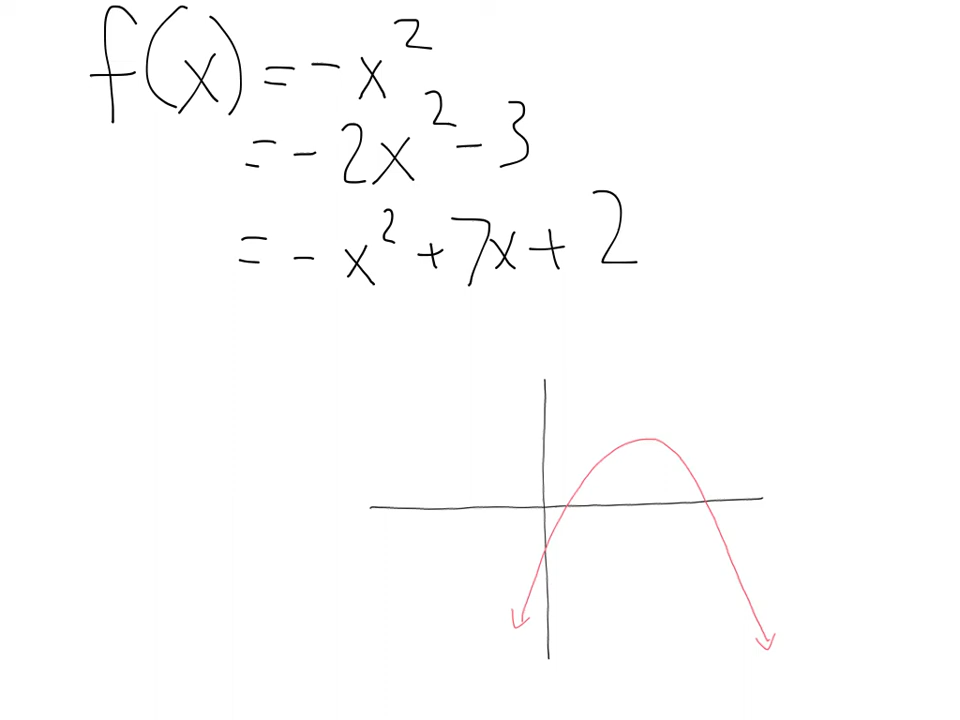 f(x) = -x²
= -2x² - 3
= -x² + 7x + 2